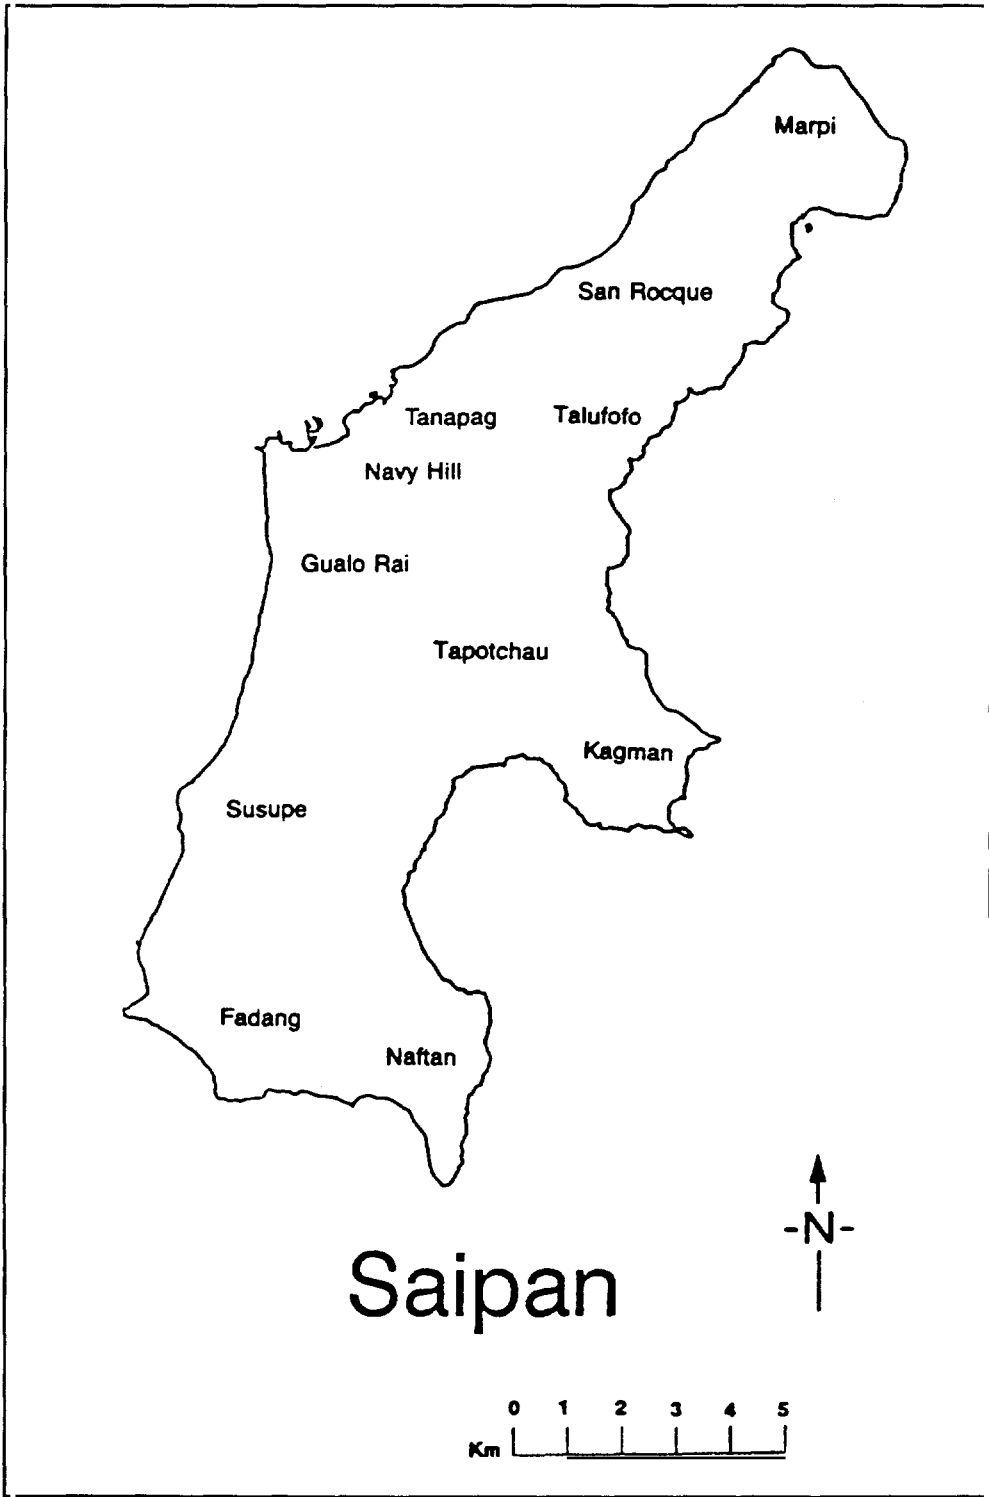 Marpi
San Rocque
Tanapag
Talufofo
Navy Hill
Gualo Rai
Tapotchau
Kagman
Susupe
Fadang
Naftan
-N-
Saipan
0 1 2 3 4 5
Km